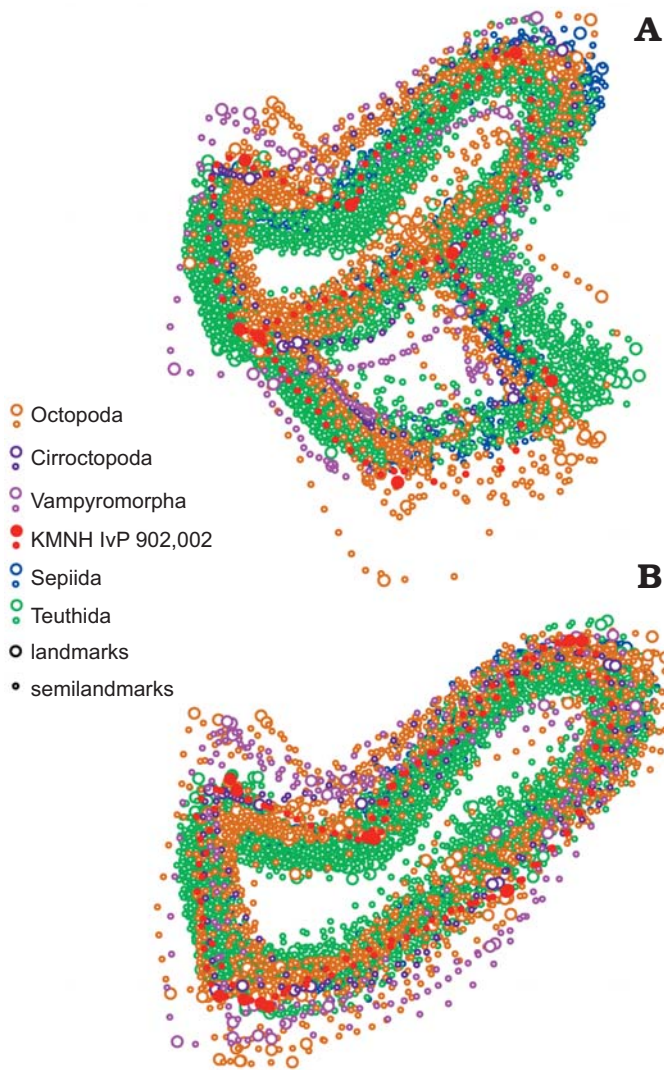 A
Octopoda
Cirroctopoda
Vampyromorpha
KMNH IvP 902,002
Sepiida
Teuthida
landmarks
semilandmarks
B